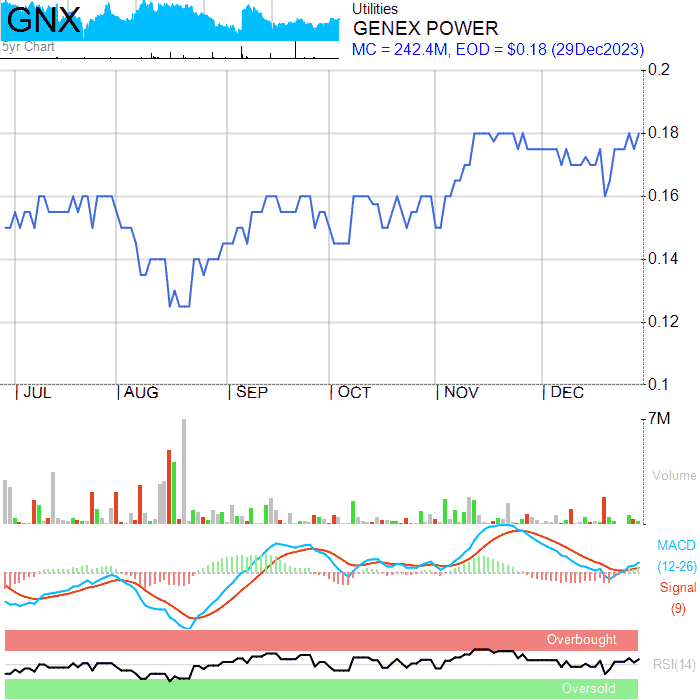 GNX
5yr Chart
Utilities
GENEX POWER
MC = 242.4M, EOD = $0.18 (29Dec2023)
0.2
0.18
0.16
0.14
0.12
0.1
JUL AUG SEP OCT NOV DEC
7M
Volume
MACD
(12-26)
Signal
(9)
Overbought
RSI(14)
Oversold